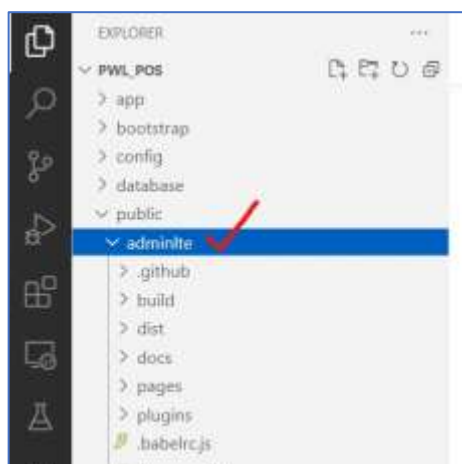 EXPLORER
PWL_POS
app
bootstrap
config
database
public
adminlte
.github
build
dist
docs
pages
plugins
.babelrc.js